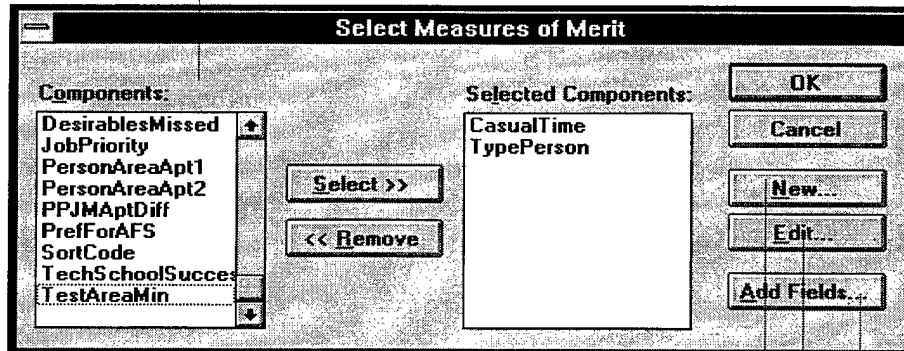 Select Measures of Merit
Components:
DesirablesMissed
JobPriority
PersonAreaApt1
PersonAreaApt2
PPJMAptDiff
PrefForAFS
SortCode
TechSchoolSucces
TestAreaMin
Select >>
<< Remove
Selected Components:
CasualTime
TypePerson
OK
Cancel
New...
Edit...
Add Fields...